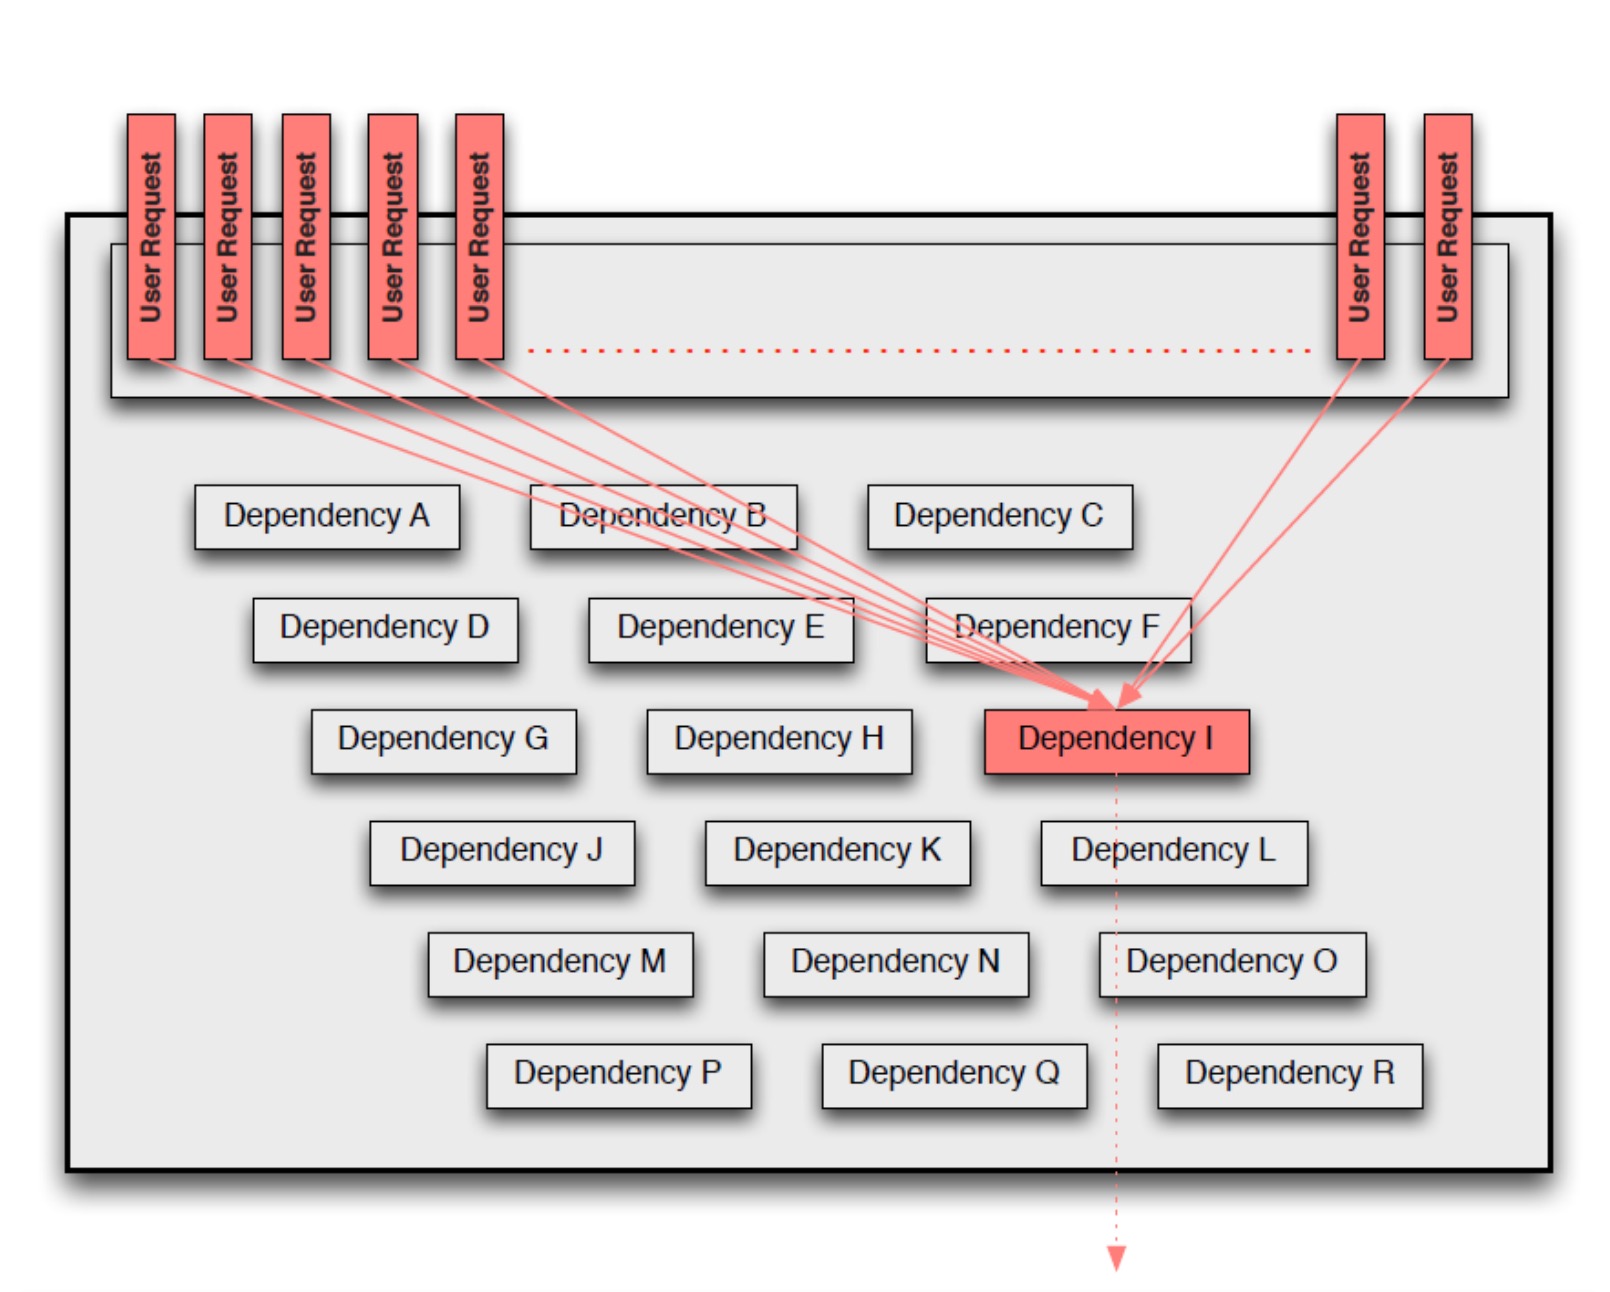 User Request
User Request
User Request
User Request
User Request
User Request
User Request
Dependency A
Dependency B
Dependency C
Dependency D
Dependency E
Dependency F
Dependency G
Dependency H
Dependency I
Dependency J
Dependency K
Dependency L
Dependency M
Dependency N
Dependency O
Dependency P
Dependency Q
Dependency R